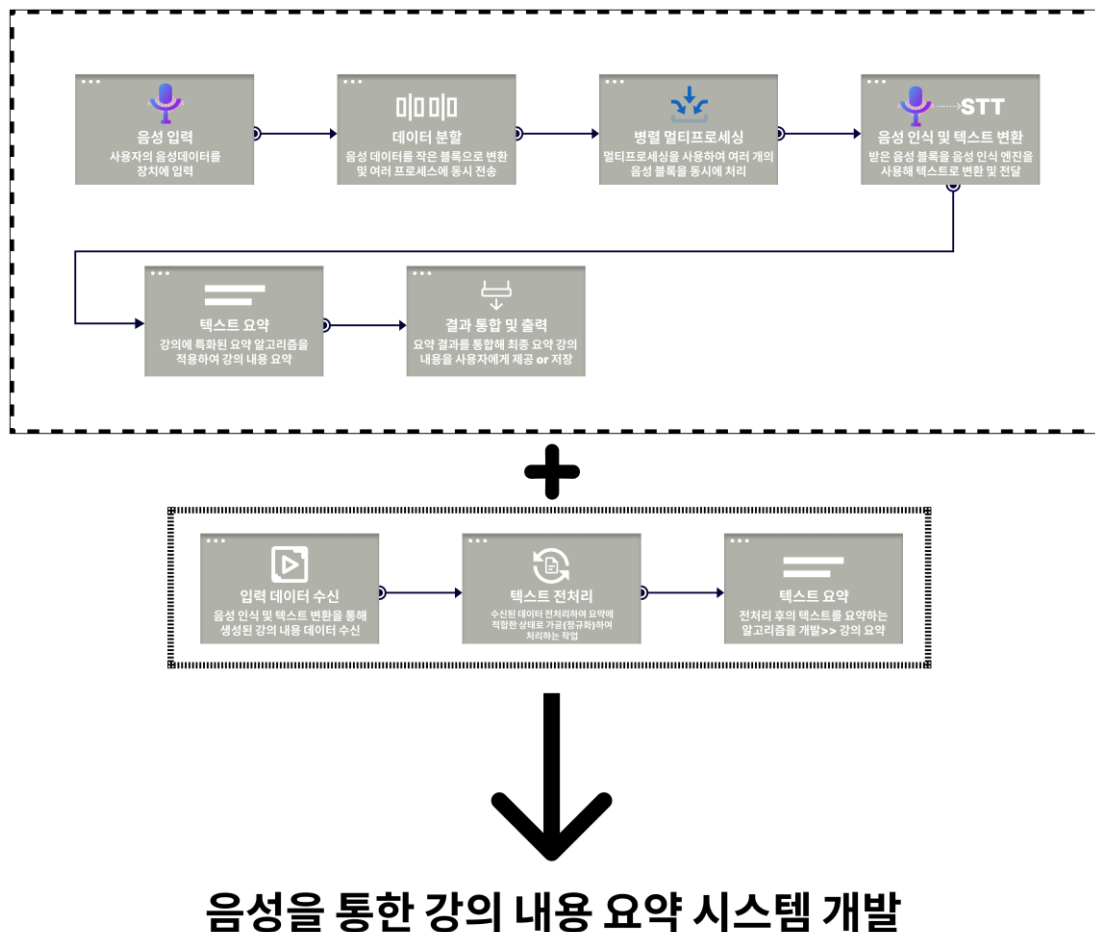 음성 입력
사용자의 음성데이터를
장치에 입력
데이터 분할
음성 데이터를 작은 블록으로 변환
및 여러 프로세스에 동시 전송
병렬 멀티프로세싱
멀티프로세싱을 사용하여 여러 개의
음성 블록을 동시에 처리
STT
음성 인식 및 텍스트 변환
받은 음성 블록을 음성 인식 엔진을
사용해 텍스트로 변환 및 전달
텍스트 요약
강의에 특화된 요약 알고리즘을
적용하여 강의 내용 요약
결과 통합 및 출력
요약 결과를 통합해 최종 요약 강의
내용을 사용자에게 제공 or 저장
입력 데이터 수신
음성 인식 및 텍스트 변환을 통해
생성된 강의 내용 데이터 수신
텍스트 전처리
수신된 데이터 전처리하여 요약에
적합한 상태로 가공(정규화)하여
처리하는 작업
텍스트 요약
전처리 후의 텍스트를 요약하는
알고리즘을 개발>> 강의 요약
음성을 통한 강의 내용 요약 시스템 개발